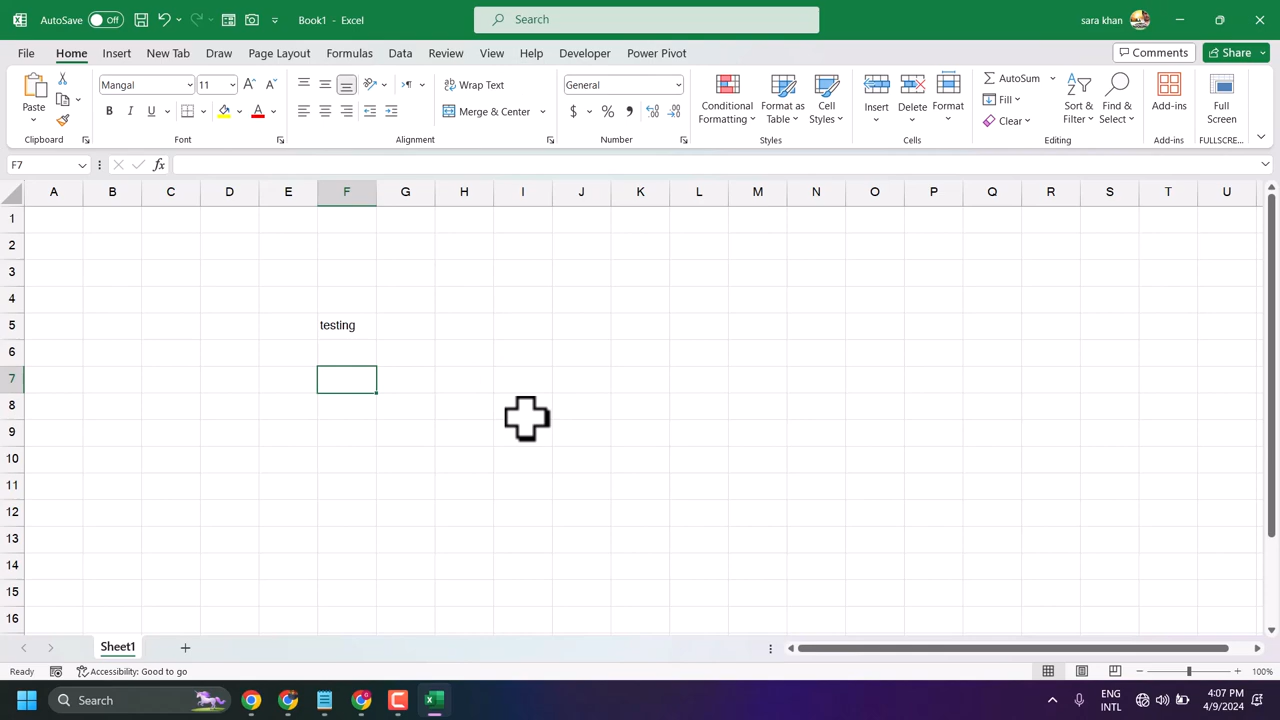 AutoSave Off Book1 - Excel Search sara khan
File Home Insert New Tab Draw Page Layout Formulas Data Review View Help Developer Power Pivot Comments Share
Paste Mangal 11 A A Wrap Text General Conditional Formatting Format as Table Cell Styles Insert Delete Format AutoSum Sort & Filter Find & Select Add-ins Full Screen
B I U A Merge & Center $ % Fill
Clear
Clipboard Font Alignment Number Styles Cells Editing Add-ins FULLSCREE...
F7 fx
A B C D E F G H I J K L M N O P Q R S T U
1
2
3
4
5 testing
6
7
8
9
10
11
12
13
14
15
16
Sheet1
Ready Accessibility: Good to go 100%
Search ENG INTL 4:07 PM 4/9/2024